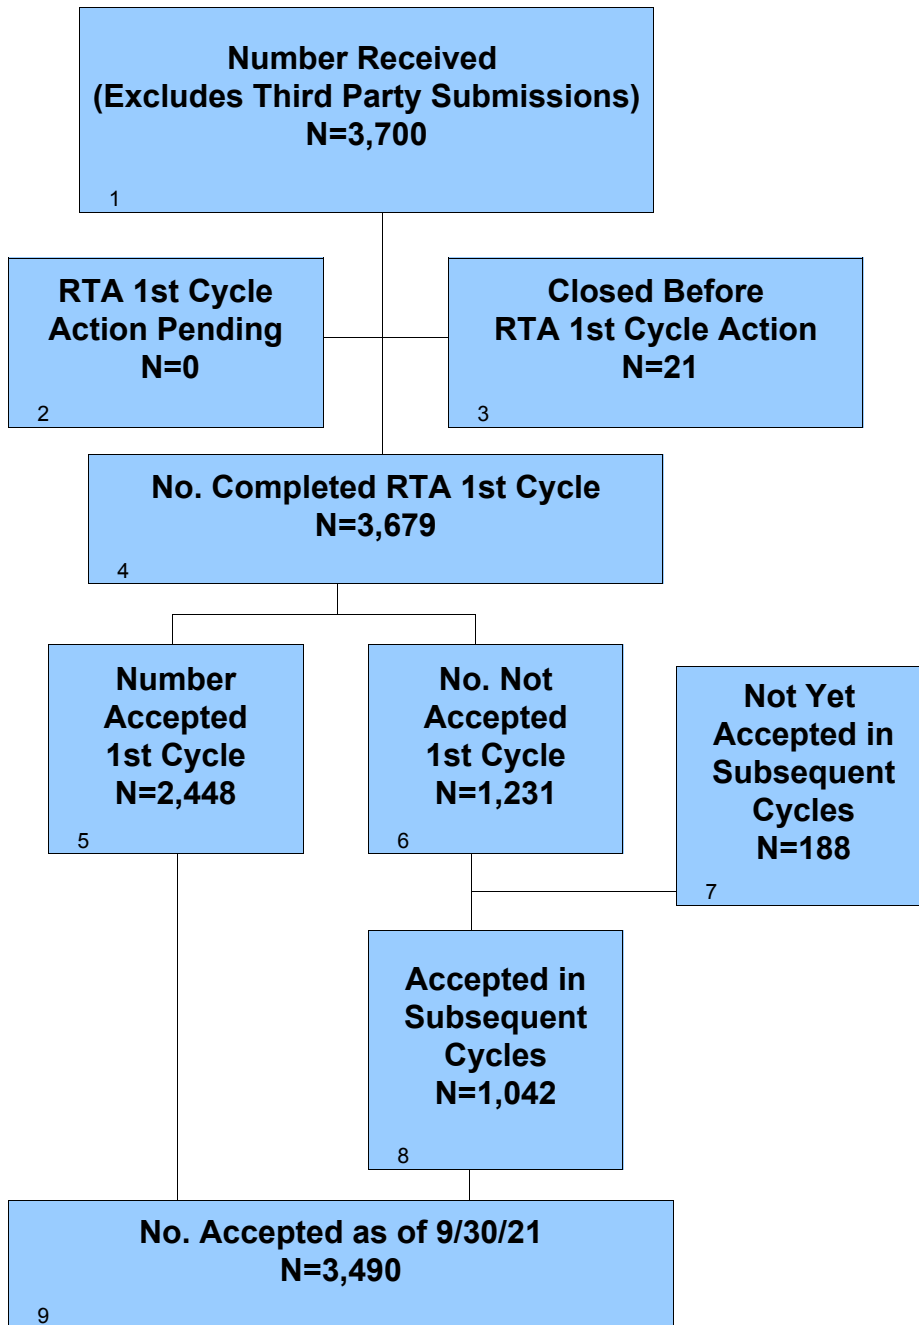 Number Received
(Excludes Third Party Submissions)
N=3,700
1
RTA 1st Cycle
Action Pending
N=0
2
Closed Before
RTA 1st Cycle Action
N=21
3
No. Completed RTA 1st Cycle
N=3,679
4
Number
Accepted
1st Cycle
N=2,448
5
No. Not
Accepted
1st Cycle
N=1,231
6
Not Yet
Accepted in
Subsequent
Cycles
N=188
7
Accepted in
Subsequent
Cycles
N=1,042
8
No. Accepted as of 9/30/21
N=3,490
9